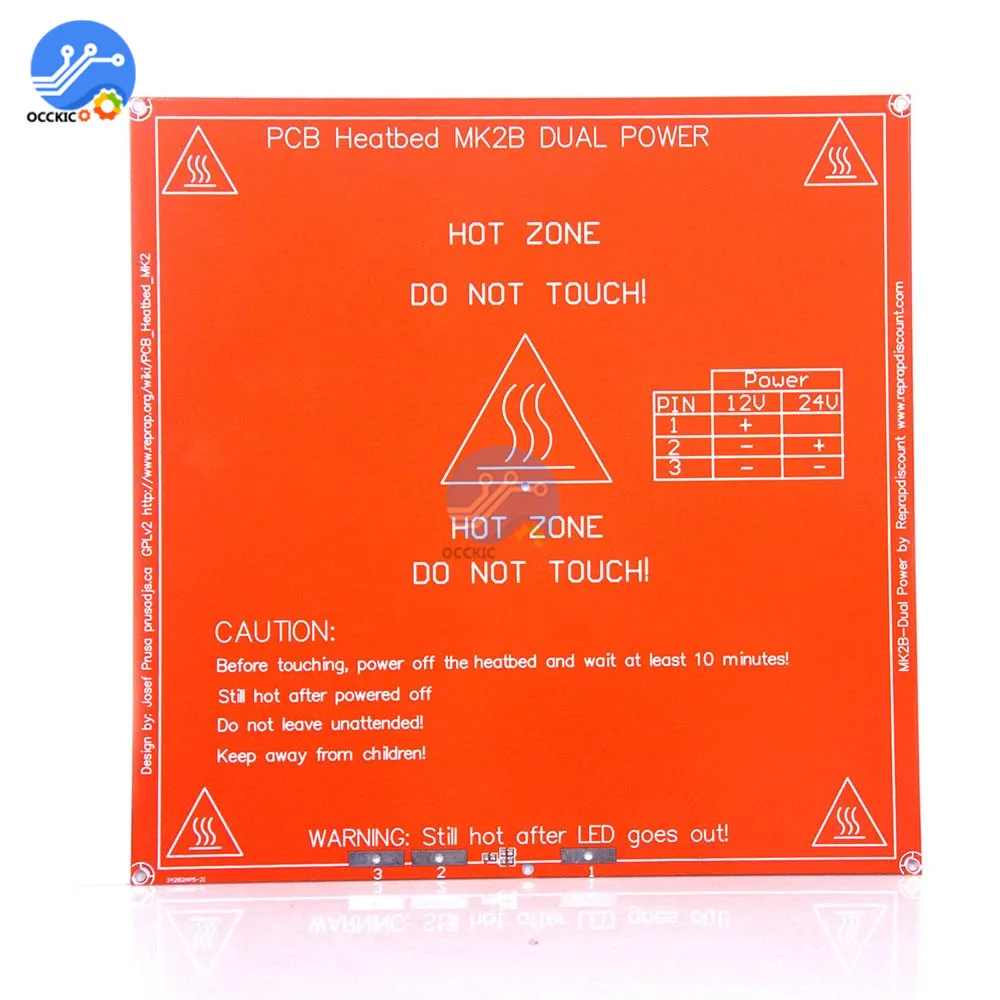 OCCKIC
PCB Heatbed MK2B DUAL POWER
HOT ZONE
DO NOT TOUCH!
Design by: Josef Prusa prusadjs.ca GPLv2 http://www.reprap.org/wiki/PCB_Heatbed_MK2
MK2B-Dual Power by Reprapdiscount www.reprapdiscount.com
Power
PIN 12V 24V
1 +
2 - +
3 - -
HOT ZONE
OCCKIC
DO NOT TOUCH!
CAUTION:
Before touching, power off the heatbed and wait at least 10 minutes!
Still hot after powered off
Do not leave unattended!
Keep away from children!
WARNING: Still hot after LED goes out!
3 2 1